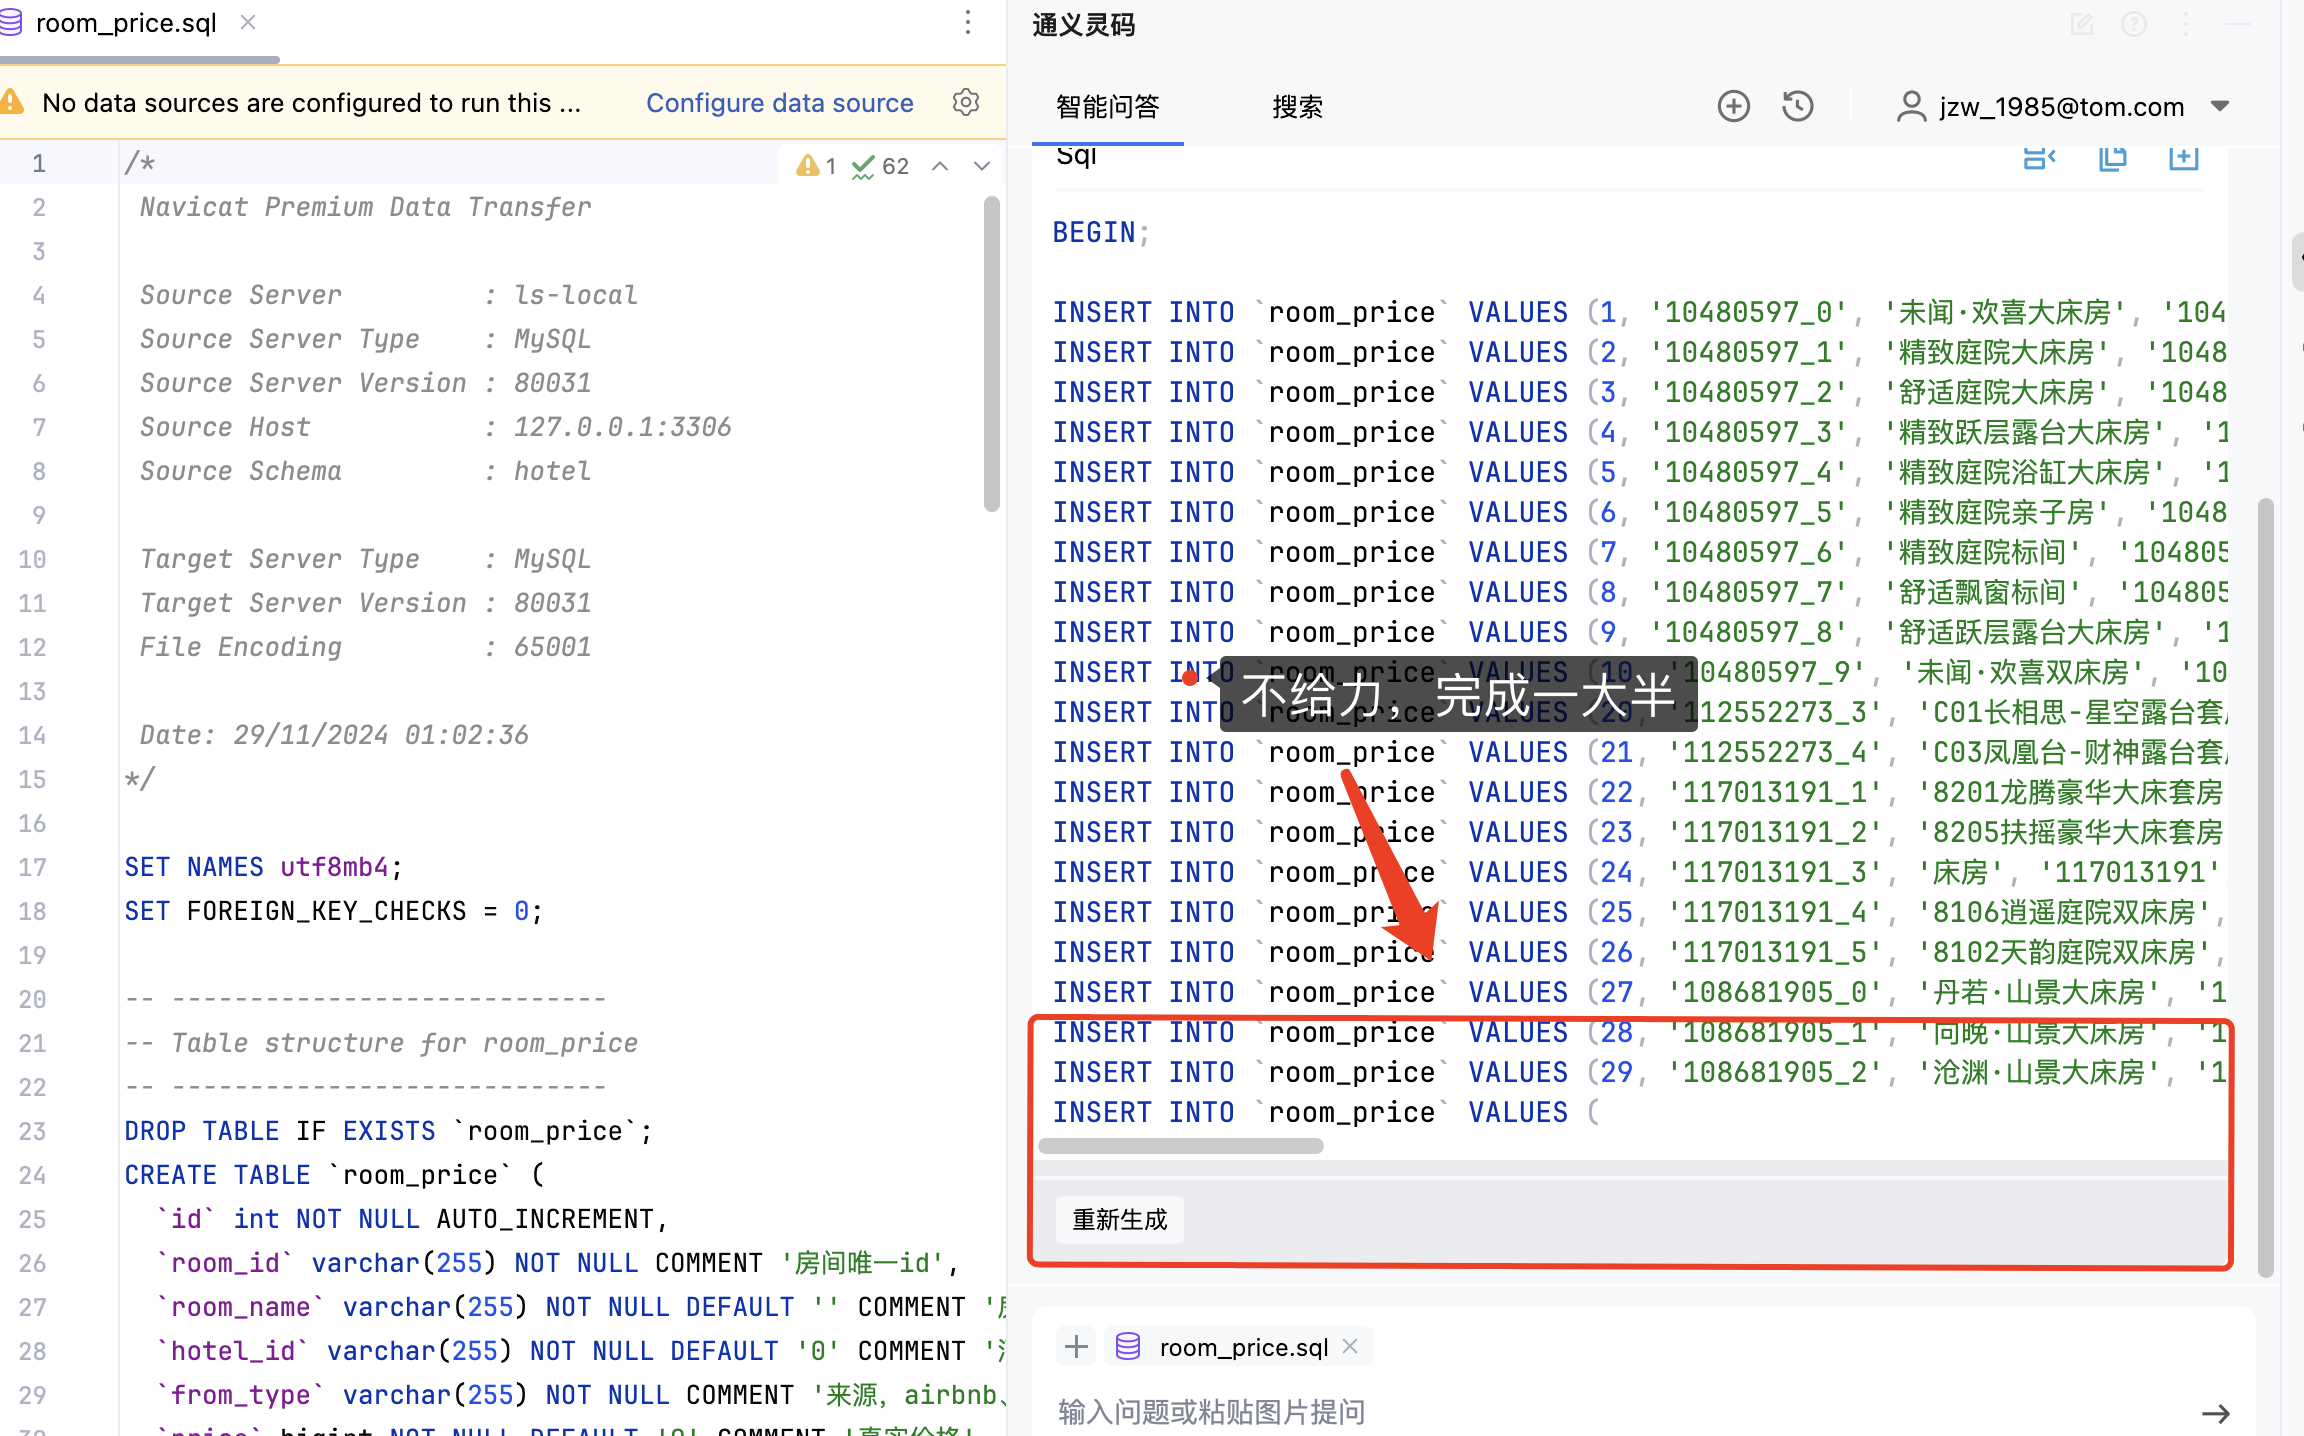 room_price.sql
No data sources are configured to run this ...
Configure data source
1 /*
1 62
2 Navicat Premium Data Transfer
3
4 Source Server : ls-local
5 Source Server Type : MySQL
6 Source Server Version : 80031
7 Source Host : 127.0.0.1:3306
8 Source Schema : hotel
9
10 Target Server Type : MySQL
11 Target Server Version : 80031
12 File Encoding : 65001
13
14 Date: 29/11/2024 01:02:36
15 */
16
17 SET NAMES utf8mb4;
18 SET FOREIGN_KEY_CHECKS = 0;
19
20 -- ----------------------------
21 -- Table structure for room_price
22 -- ----------------------------
23 DROP TABLE IF EXISTS `room_price`;
24 CREATE TABLE `room_price` (
25 `id` int NOT NULL AUTO_INCREMENT,
26 `room_id` varchar(255) NOT NULL COMMENT '房间唯一id',
27 `room_name` varchar(255) NOT NULL DEFAULT '' COMMENT '
28 `hotel_id` varchar(255) NOT NULL DEFAULT '0' COMMENT '
29 `from_type` varchar(255) NOT NULL COMMENT '来源，airbnb、
30 `price` bigint NOT NULL DEFAULT '0' COMMENT '真实价格'
通义灵码
智能问答
搜索
jzw_1985@tom.com
Sql
BEGIN;
INSERT INTO `room_price` VALUES (1, '10480597_0', '未闻·欢喜大床房', '104
INSERT INTO `room_price` VALUES (2, '10480597_1', '精致庭院大床房', '1048
INSERT INTO `room_price` VALUES (3, '10480597_2', '舒适庭院大床房', '1048
INSERT INTO `room_price` VALUES (4, '10480597_3', '精致跃层露台大床房', '1
INSERT INTO `room_price` VALUES (5, '10480597_4', '精致庭院浴缸大床房', '1
INSERT INTO `room_price` VALUES (6, '10480597_5', '精致庭院亲子房', '1048
INSERT INTO `room_price` VALUES (7, '10480597_6', '精致庭院标间', '104805
INSERT INTO `room_price` VALUES (8, '10480597_7', '舒适飘窗标间', '104805
INSERT INTO `room_price` VALUES (9, '10480597_8', '舒适跃层露台大床房', '1
INSERT INTO `room_price` VALUES (10, '10480597_9', '未闻·欢喜双床房', '10
不给力，完成一大半
INSERT INTO `room_price` VALUES (20, '112552273_3', 'C01长相思-星空露台套
INSERT INTO `room_price` VALUES (21, '112552273_4', 'C03凤凰台-财神露台套
INSERT INTO `room_price` VALUES (22, '117013191_1', '8201龙腾豪华大床套房
INSERT INTO `room_price` VALUES (23, '117013191_2', '8205扶摇豪华大床套房
INSERT INTO `room_price` VALUES (24, '117013191_3', '床房', '117013191'
INSERT INTO `room_price` VALUES (25, '117013191_4', '8106逍遥庭院双床房',
INSERT INTO `room_price` VALUES (26, '117013191_5', '8102天韵庭院双床房',
INSERT INTO `room_price` VALUES (27, '108681905_0', '丹若·山景大床房', '1
INSERT INTO `room_price` VALUES (28, '108681905_1', '向晚·山景大床房', '1
INSERT INTO `room_price` VALUES (29, '108681905_2', '沧渊·山景大床房', '1
INSERT INTO `room_price` VALUES (
重新生成
room_price.sql
输入问题或粘贴图片提问